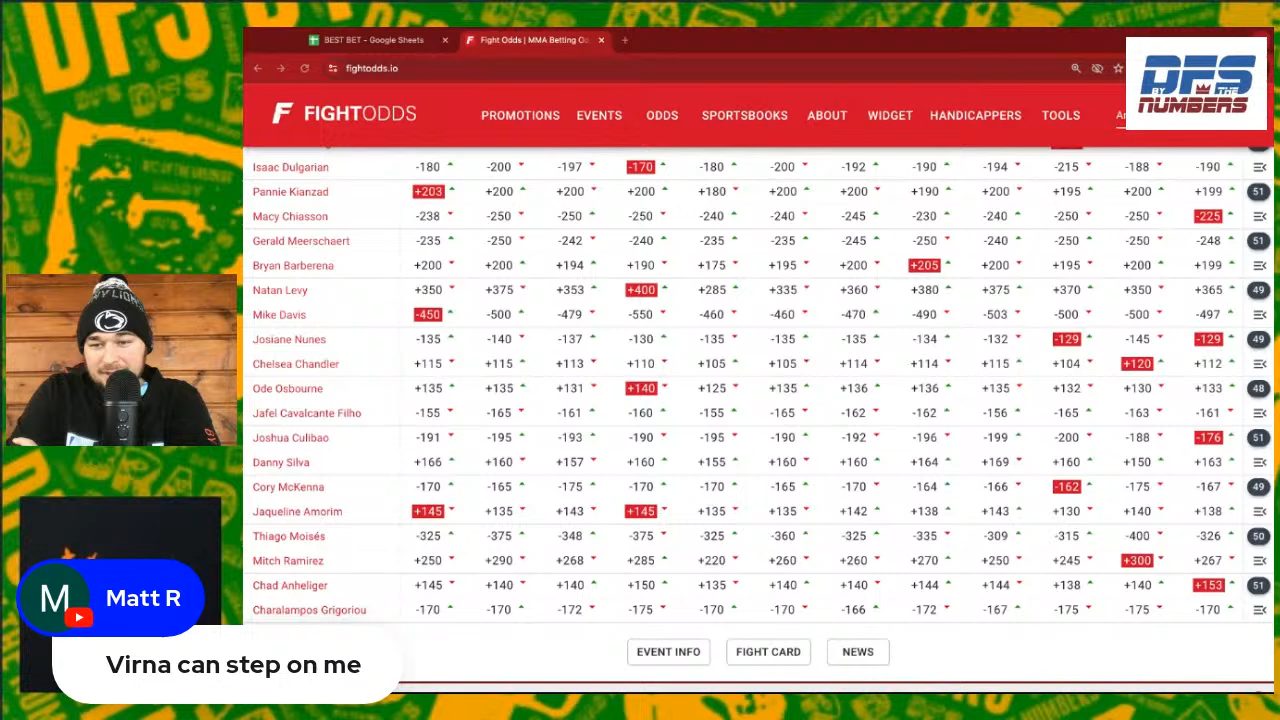 BEST BET - Google Sheets
Fight Odds | MMA Betting O
fightodds.io
DFS
BY THE
NUMBERS
FIGHTODDS PROMOTIONS EVENTS ODDS SPORTSBOOKS ABOUT WIDGET HANDICAPPERS TOOLS
Isaac Dulgarian -180 -200 -197 -170 -180 -200 -192 -190 -194 -215 -188 -190
Pannie Kianzad +203 +200 +200 +200 +180 +200 +200 +190 +200 +195 +200 +199 51
Macy Chiasson -238 -250 -250 -250 -240 -240 -245 -230 -240 -250 -250 -225
Gerald Meerschaert -235 -250 -242 -240 -235 -235 -245 -250 -240 -250 -250 -248 51
Bryan Barberena +200 +200 +194 +190 +175 +195 +200 +205 +200 +195 +200 +199
Natan Levy +350 +375 +353 +400 +285 +335 +360 +380 +375 +370 +350 +365 49
Mike Davis -450 -500 -479 -550 -460 -460 -470 -490 -503 -500 -500 -497
Josiane Nunes -135 -140 -137 -130 -135 -135 -135 -134 -132 -129 -145 -129 49
Chelsea Chandler +115 +115 +113 +110 +105 +105 +114 +114 +115 +104 +120 +112
Ode Osbourne +135 +135 +131 +140 +125 +135 +136 +136 +135 +132 +130 +133 48
Jafel Cavalcante Filho -155 -165 -161 -160 -155 -165 -162 -162 -156 -165 -163 -161
Joshua Culibao -191 -195 -193 -190 -195 -190 -192 -196 -199 -200 -188 -176 51
Danny Silva +166 +160 +157 +160 +155 +160 +160 +164 +169 +160 +150 +163
Cory McKenna -170 -165 -175 -170 -170 -165 -170 -164 -166 -162 -175 -167 49
Jaqueline Amorim +145 +135 +143 +145 +135 +135 +142 +138 +143 +130 +140 +138
Thiago Moisés -325 -375 -348 -375 -325 -360 -325 -335 -309 -315 -400 -326 50
Mitch Ramirez +250 +290 +268 +285 +220 +260 +260 +270 +250 +245 +300 +267
Chad Anheliger +145 +140 +140 +150 +135 +140 +140 +144 +144 +138 +140 +153 51
Charalampos Grigoriou -170 -170 -172 -175 -170 -170 -166 -172 -167 -175 -175 -170
EVENT INFO FIGHT CARD NEWS
M Matt R
Virna can step on me